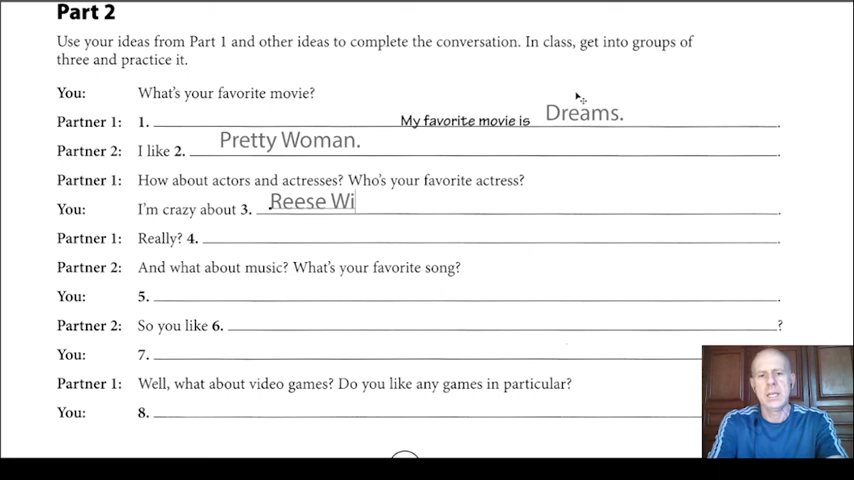 Part 2
Use your ideas from Part 1 and other ideas to complete the conversation. In class, get into groups of
three and practice it.
You: What's your favorite movie?
Partner 1: 1. My favorite movie is Dreams. .
Partner 2: I like 2. Pretty Woman. .
Partner 1: How about actors and actresses? Who's your favorite actress?
You: I'm crazy about 3. Reese Wi .
Partner 1: Really? 4. .
Partner 2: And what about music? What's your favorite song?
You: 5. .
Partner 2: So you like 6. ?
You: 7.
Partner 1: Well, what about video games? Do you like any games in particular?
You: 8.